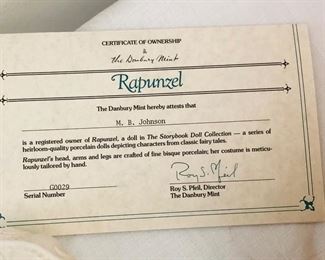 CERTIFICATE OF OWNERSHIP
&
the Danbury Mint
Rapunzel
The Danbury Mint hereby attests that
M. B. Johnson
is a registered owner of Rapunzel, a doll in The Storybook Doll Collection — a series of
heirloom-quality porcelain dolls depicting characters from classic fairy tales.
Rapunzel's head, arms and legs are crafted of fine bisque porcelain; her costume is meticu-
lously tailored by hand.
G0029
Serial Number
Roy S. Pfeil
Roy S. Pfeil, Director
The Danbury Mint